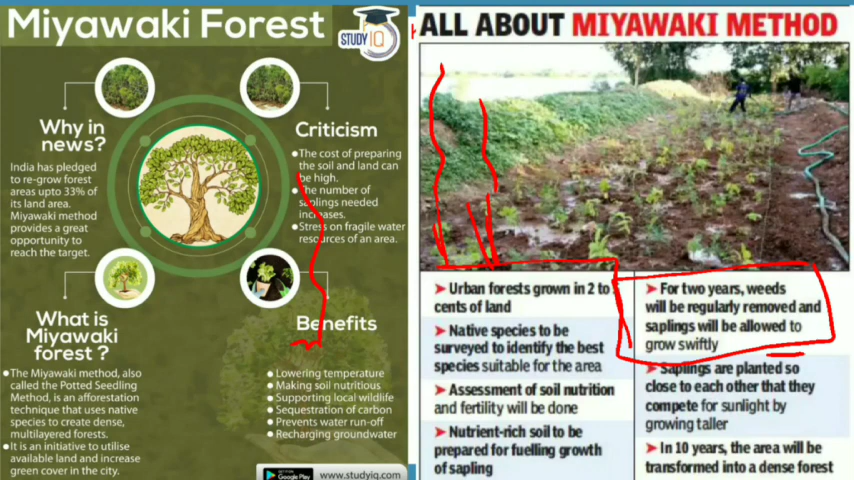 Miyawaki Forest
STUDY IQ
Why in
news?
India has pledged
to re-grow forest
areas upto 33% of
its land area.
Miyawaki method
provides a great
opportunity to
reach the target.
Criticism
The cost of preparing
the soil and land can
be high.
The number of
saplings needed
increases.
Stress on fragile water
resources of an area.
What is
Miyawaki
forest ?
The Miyawaki method, also
called the Potted Seedling
Method, is an afforestation
technique that uses native
species to create dense,
multilayered forests.
It is an initiative to utilise
available land and increase
green cover in the city.
Benefits
Lowering temperature
Making soil nutritious
Supporting local wildlife
Sequestration of carbon
Prevents water run-off
Recharging groundwater
Google Play
www.studyiq.com
ALL ABOUT MIYAWAKI METHOD
Urban forests grown in 2 to
cents of land
Native species to be
surveyed to identify the best
species suitable for the area
Assessment of soil nutrition
and fertility will be done
Nutrient-rich soil to be
prepared for fuelling growth
of sapling
For two years, weeds
will be regularly removed and
saplings will be allowed to
grow swiftly
Saplings are planted so
close to each other that they
compete for sunlight by
growing taller
In 10 years, the area will be
transformed into a dense forest